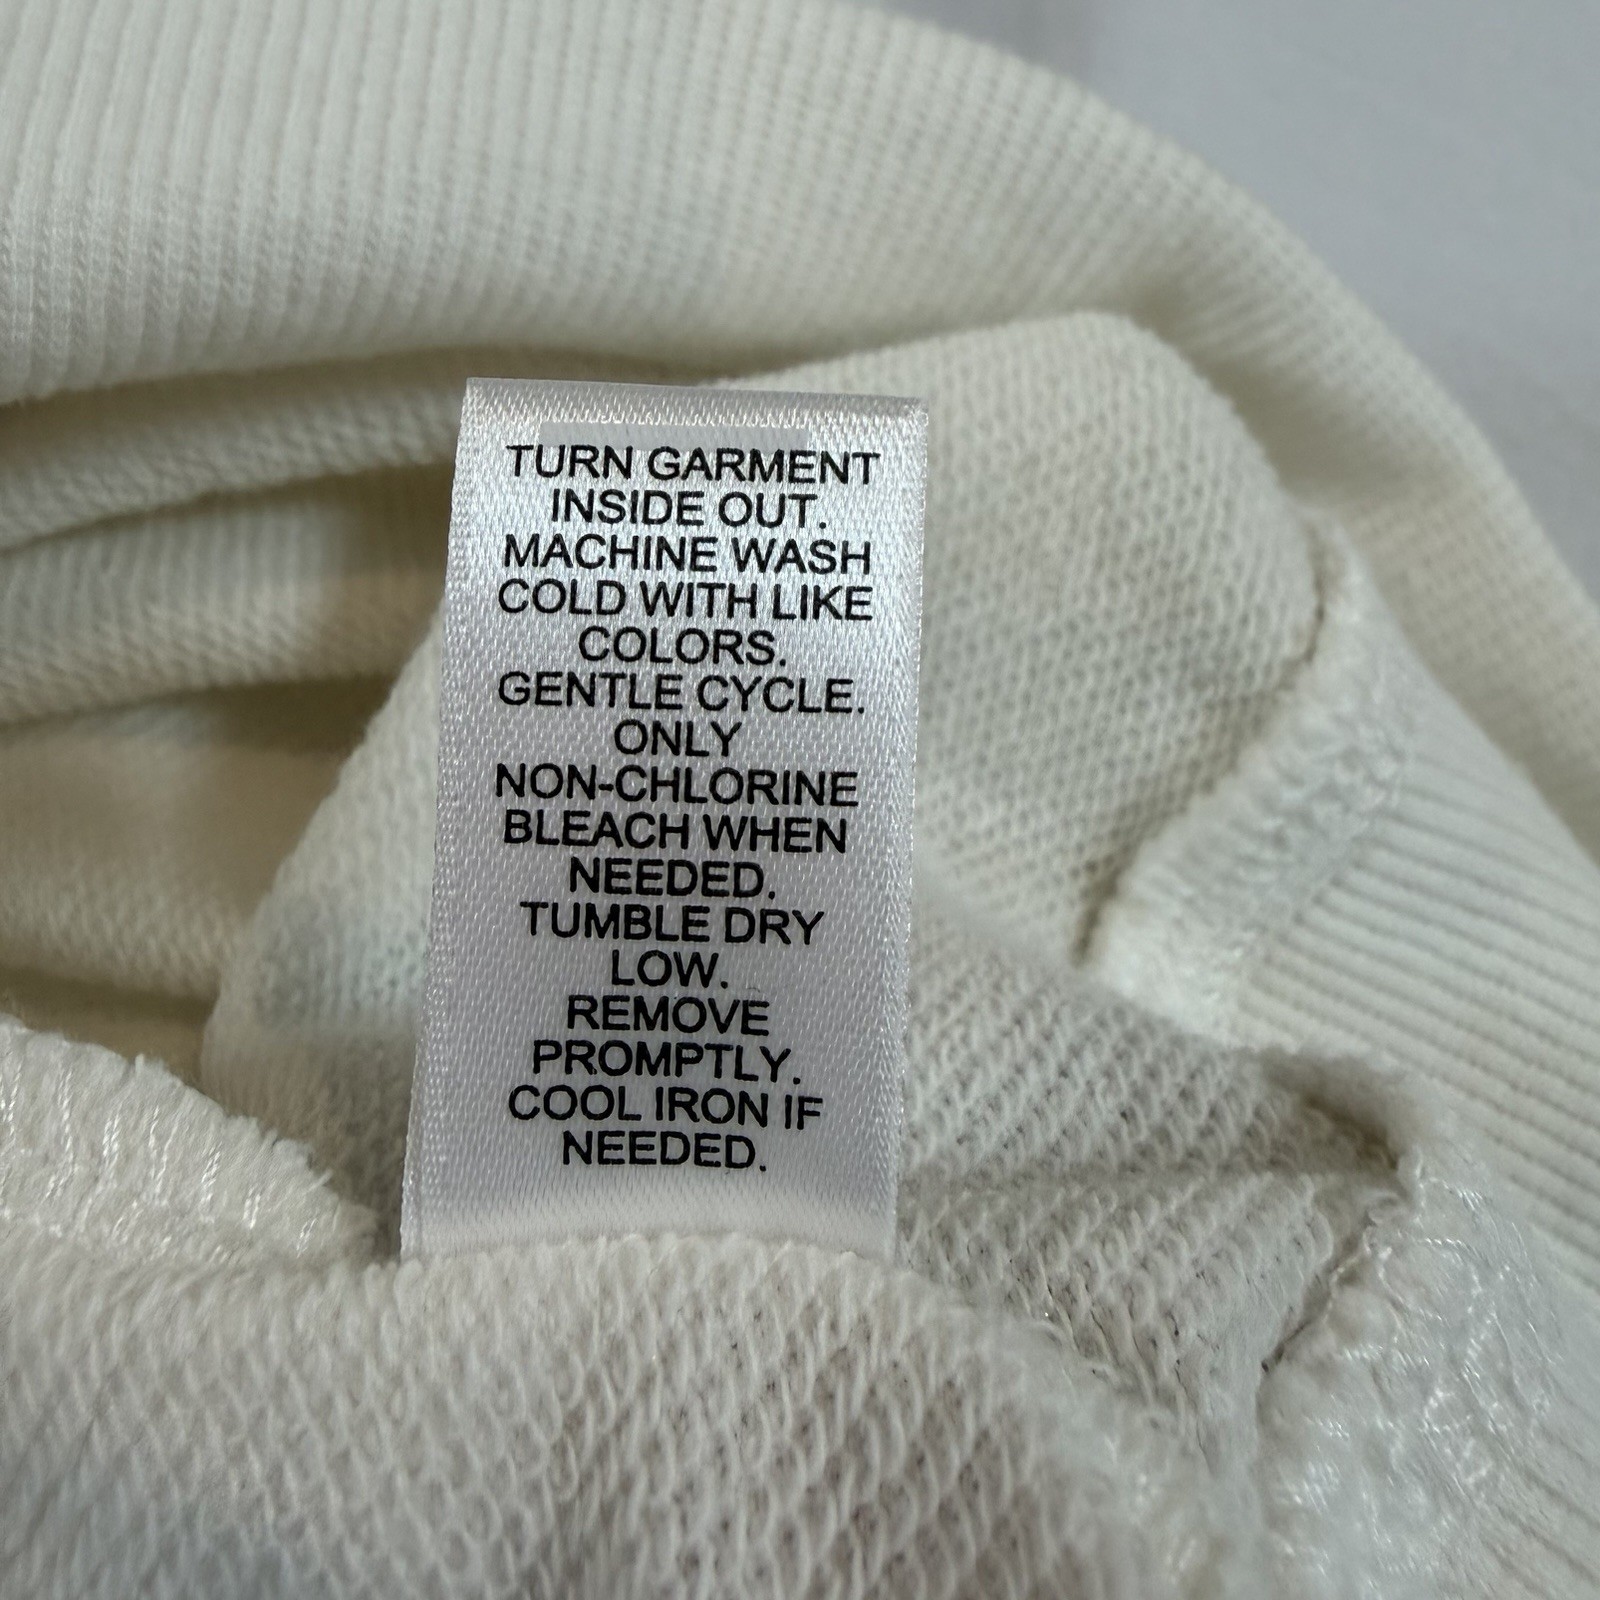 TURN GARMENT
INSIDE OUT.
MACHINE WASH
COLD WITH LIKE
COLORS.
GENTLE CYCLE.
ONLY
NON-CHLORINE
BLEACH WHEN
NEEDED.
TUMBLE DRY
LOW.
REMOVE
PROMPTLY.
COOL IRON IF
NEEDED.